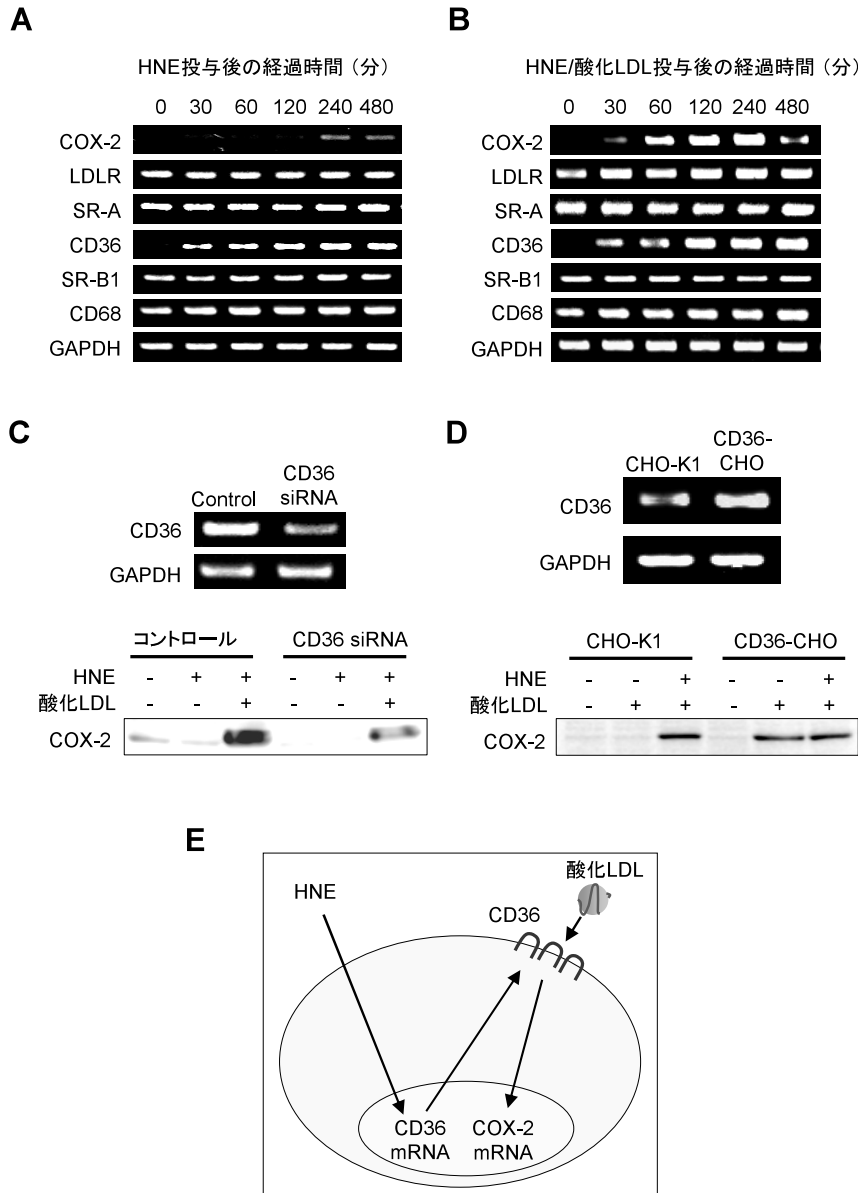 A
HNE投与後の経過時間（分）
0 30 60 120 240 480
COX-2
LDLR
SR-A
CD36
SR-B1
CD68
GAPDH
B
HNE/酸化LDL投与後の経過時間（分）
0 30 60 120 240 480
COX-2
LDLR
SR-A
CD36
SR-B1
CD68
GAPDH
C
Control
CD36
siRNA
CD36
GAPDH
コントロール CD36 siRNA
HNE - + + - + +
酸化LDL - - + - - +
COX-2
D
CHO-K1
CD36-
CHO
CD36
GAPDH
CHO-K1 CD36-CHO
HNE - - + - - +
酸化LDL - + + - + +
COX-2
E
HNE
酸化LDL
CD36
CD36
mRNA
COX-2
mRNA